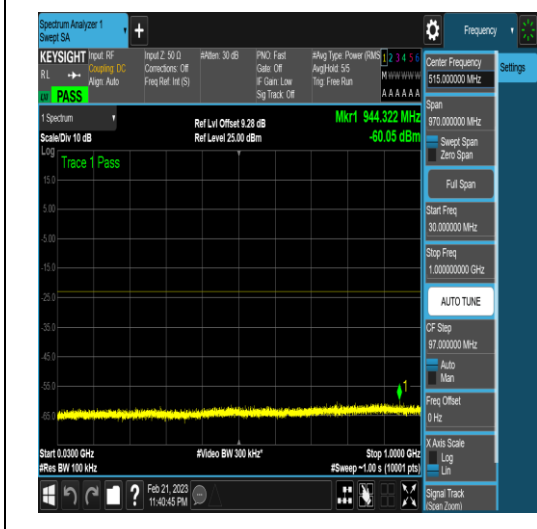 Spectrum Analyzer 1
Swept SA
+
Frequency
KEYSIGHT
RL
PASS
Input: RF
Coupling: DC
Align: Auto
Input Z: 50 Ω
Corrections: Off
Freq Ref: Int (S)
#Atten: 30 dB
PNO: Fast
Gate: Off
IF Gain: Low
Sig Track: Off
#Avg Type: Power (RMS
Avg|Hold: 5/5
Trig: Free Run
1 2 3 4 5 6
M W W W W W
A A A A A A
Center Frequency
515.000000 MHz
Settings
Span
970.000000 MHz
Swept Span
Zero Span
Full Span
Start Freq
30.000000 MHz
Stop Freq
1.000000000 GHz
AUTO TUNE
CF Step
97.000000 MHz
Auto
Man
Freq Offset
0 Hz
X Axis Scale
Log
Lin
Signal Track
(Span Zoom)
1 Spectrum
Scale/Div 10 dB
Log
Ref Lvl Offset 9.28 dB
Ref Level 25.00 dBm
Mkr1 944.322 MHz
-60.05 dBm
Trace 1 Pass
15.0
5.00
-5.00
-15.0
-25.0
-35.0
-45.0
-55.0
-65.0
1
Start 0.0300 GHz
#Res BW 100 kHz
#Video BW 300 kHz*
Stop 1.0000 GHz
#Sweep ~1.00 s (10001 pts)
?
Feb 21, 2023
11:40:45 PM